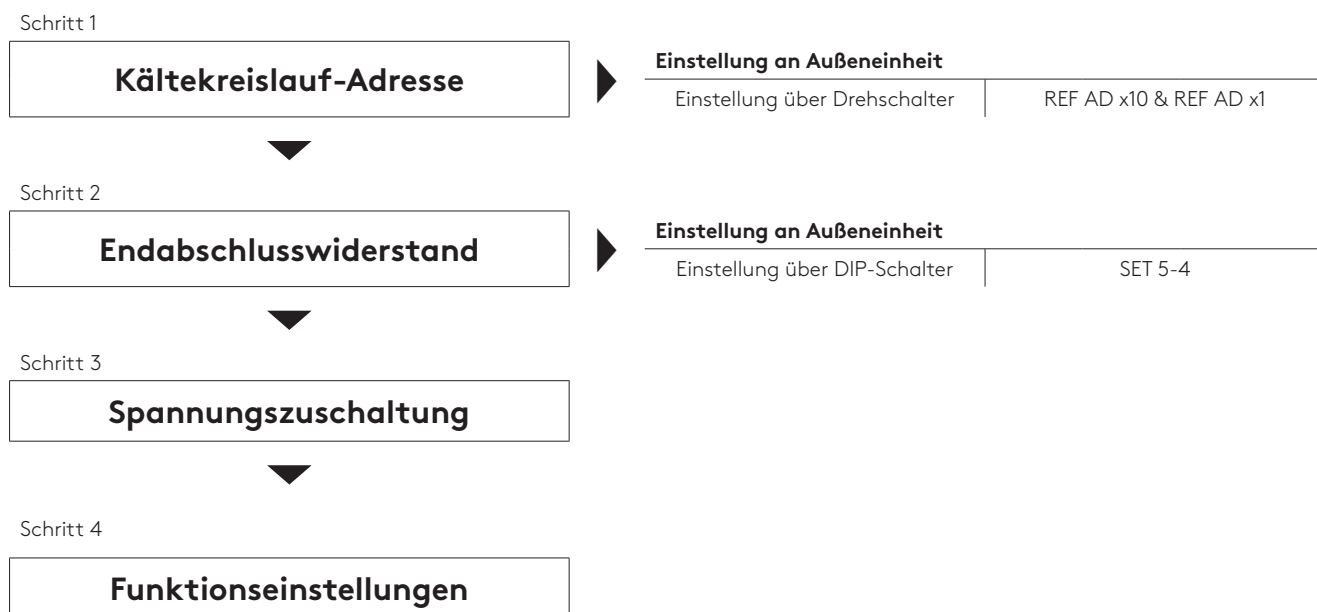 Schritt 1
Kältekreislauf-Adresse
Einstellung an Außeneinheit
Einstellung über Drehschalter REF AD x10 & REF AD x1
Schritt 2
Endabschlusswiderstand
Einstellung an Außeneinheit
Einstellung über DIP-Schalter SET 5-4
Schritt 3
Spannungszuschaltung
Schritt 4
Funktionseinstellungen